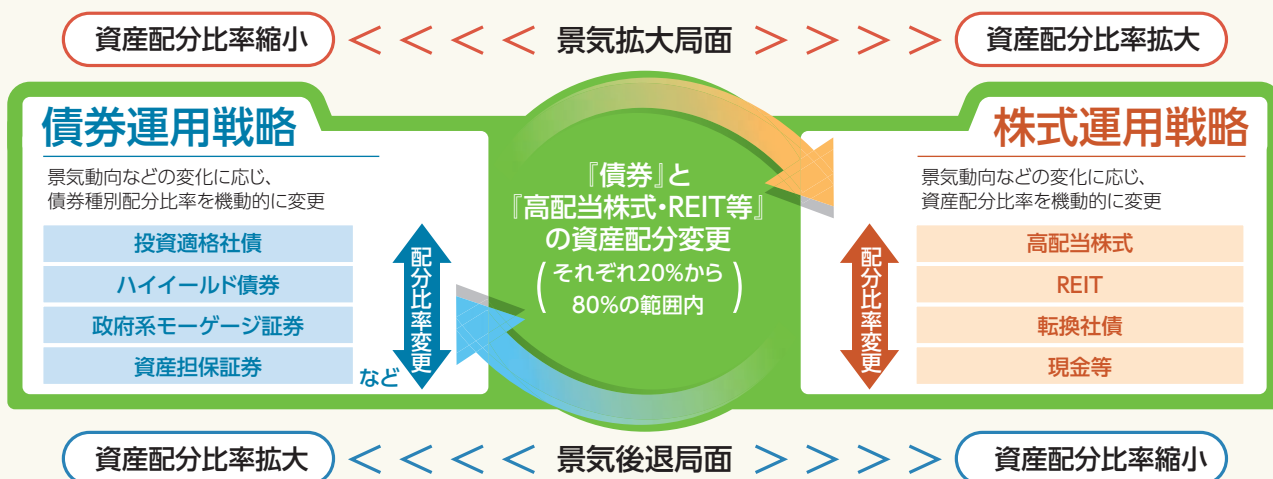 資産配分比率縮小 ＜ ＜ ＜ ＜ ＜ 景気拡大局面 ＞ ＞ ＞ ＞ ＞ 資産配分比率拡大
債券運用戦略
景気動向などの変化に応じ、
債券種別配分比率を機動的に変更
投資適格社債
ハイイールド債券
政府系モーゲージ証券
資産担保証券
など
配分比率変更
『債券』と
『高配当株式・REIT等』
の資産配分変更
(それぞれ20%から
80%の範囲内)
株式運用戦略
景気動向などの変化に応じ、
資産配分比率を機動的に変更
配分比率変更
高配当株式
REIT
転換社債
現金等
資産配分比率拡大 ＜ ＜ ＜ ＜ ＜ 景気後退局面 ＞ ＞ ＞ ＞ ＞ 資産配分比率縮小